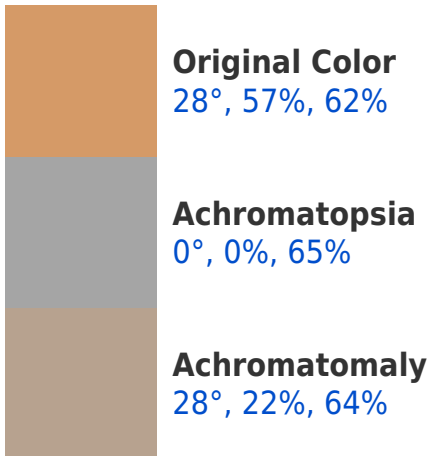 Original Color
28°, 57%, 62%
Achromatopsia
0°, 0%, 65%
Achromatomaly
28°, 22%, 64%